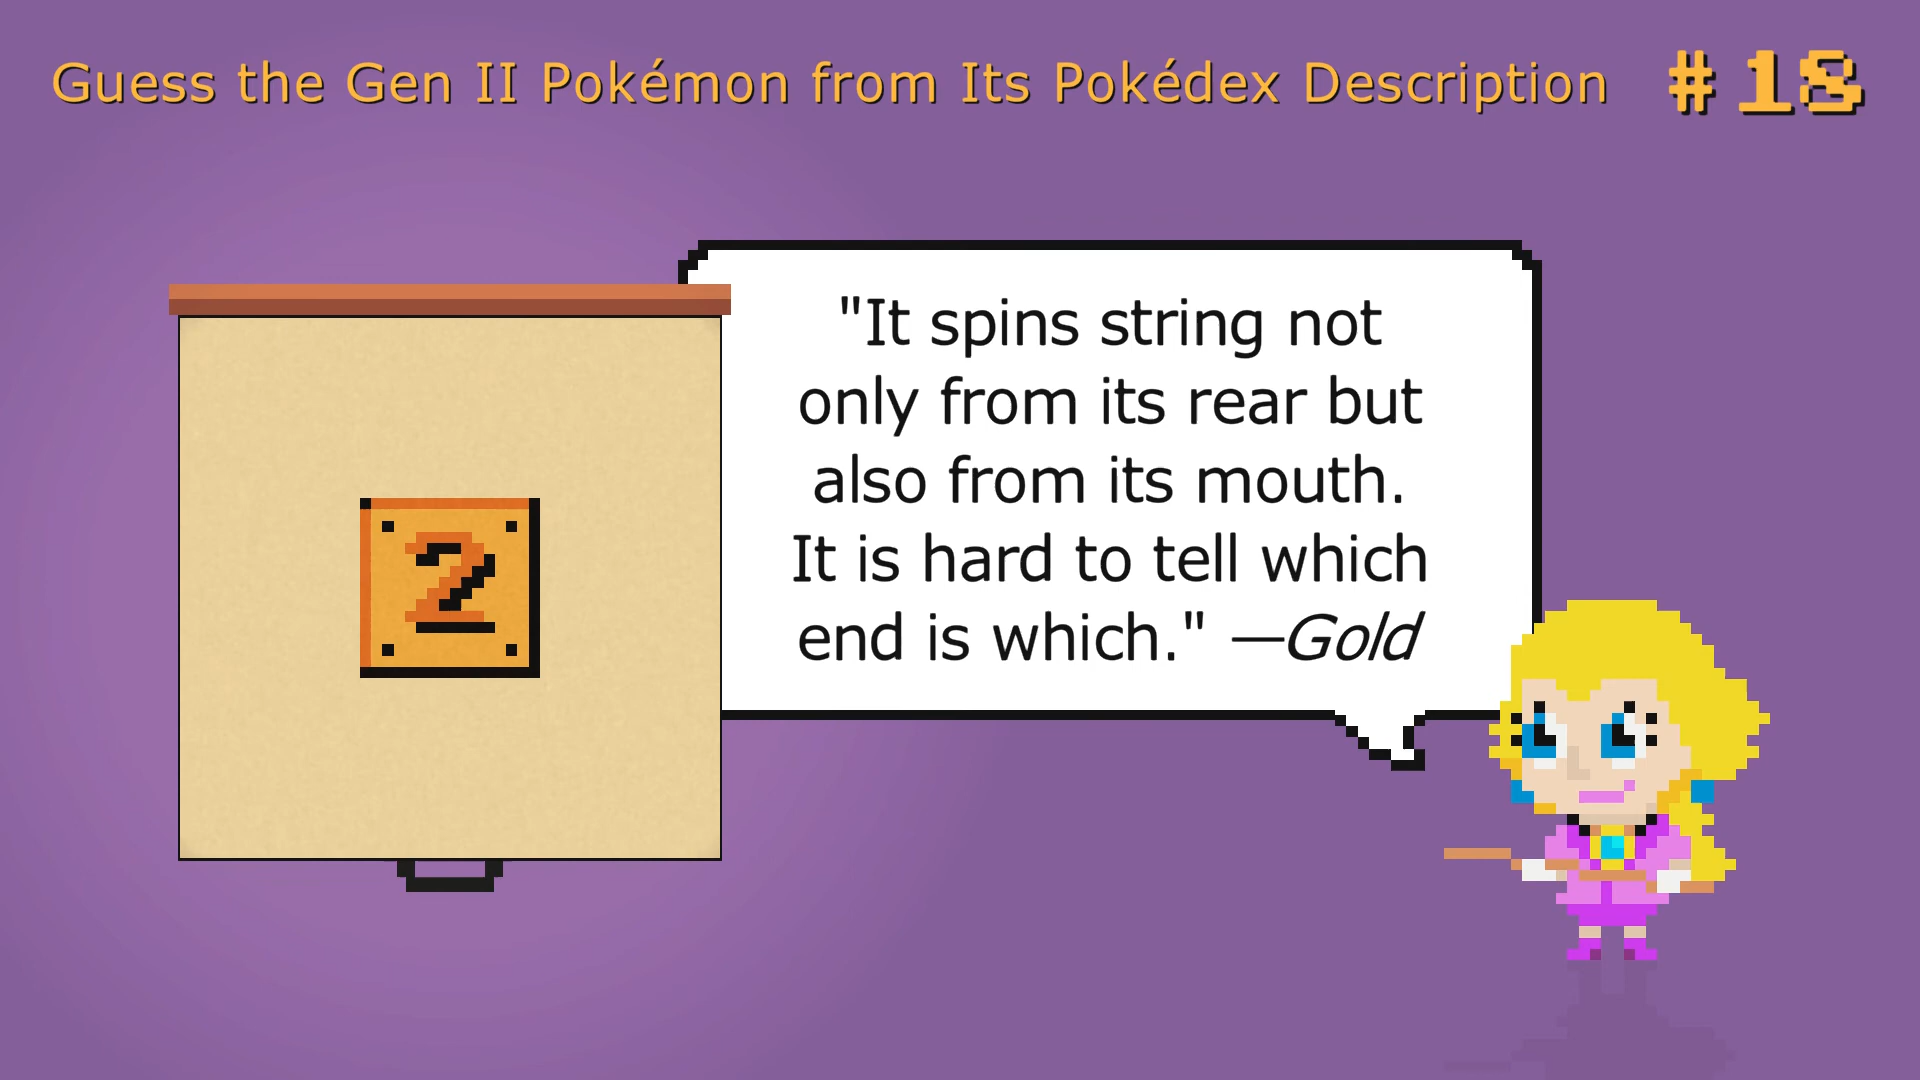 Guess the Gen II Pokémon from Its Pokédex Description #18
"It spins string not
only from its rear but
also from its mouth.
It is hard to tell which
end is which." —Gold
2